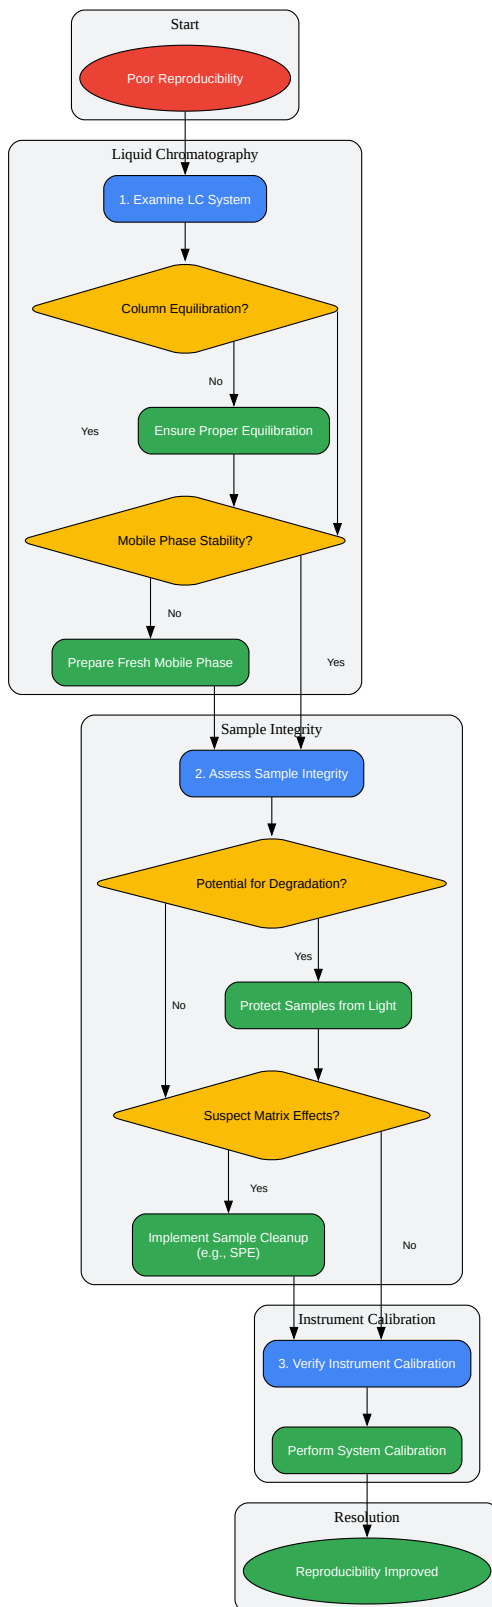 Start
Poor Reproducibility
Liquid Chromatography
1. Examine LC System
Column Equilibration?
No
Yes
Ensure Proper Equilibration
Mobile Phase Stability?
No
Prepare Fresh Mobile Phase
Yes
Sample Integrity
2. Assess Sample Integrity
Potential for Degradation?
Yes
No
Protect Samples from Light
Suspect Matrix Effects?
Yes
Implement Sample Cleanup
(e.g., SPE)
No
Instrument Calibration
3. Verify Instrument Calibration
Perform System Calibration
Resolution
Reproducibility Improved